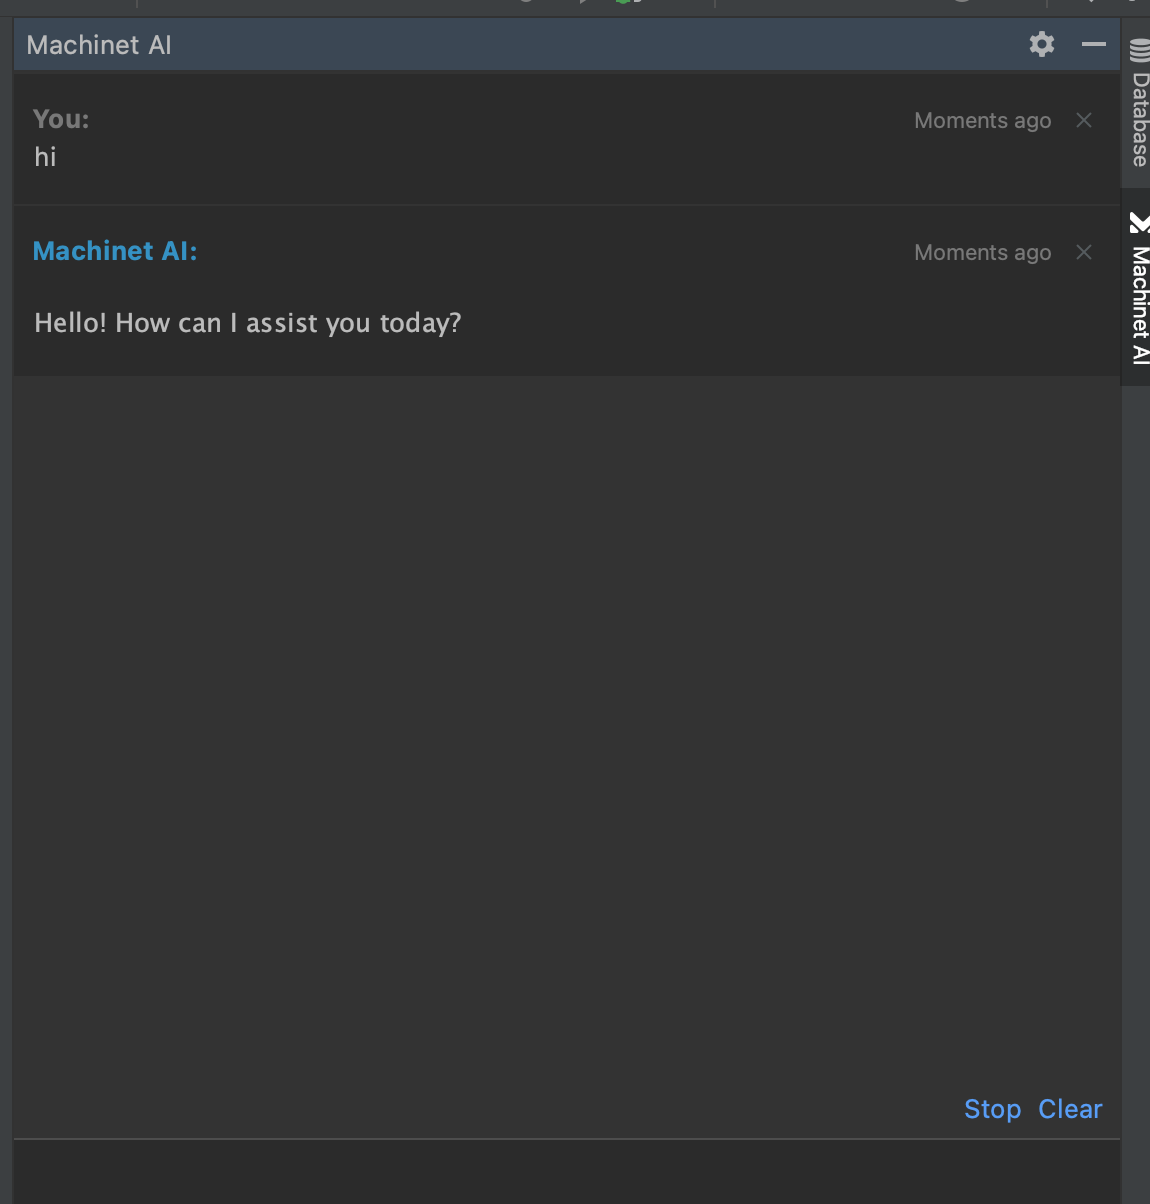 Machinet AI
You:
Moments ago
hi
Machinet AI:
Moments ago
Hello! How can I assist you today?
Stop Clear
Database
Machinet AI